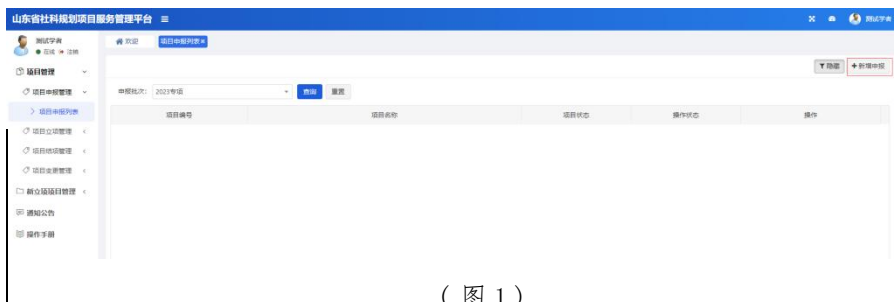 山东省社科规划项目服务管理平台
测试学者
测试学者
在线 注销
欢迎
项目申报列表
隐藏
新增申报
项目管理
项目申报管理
项目申报列表
项目立项管理
项目结项管理
项目变更管理
新立项项目管理
通知公告
操作手册
申报批次: 2023专项 查询 重置
项目编号 项目名称 项目状态 操作状态 操作
(图1)